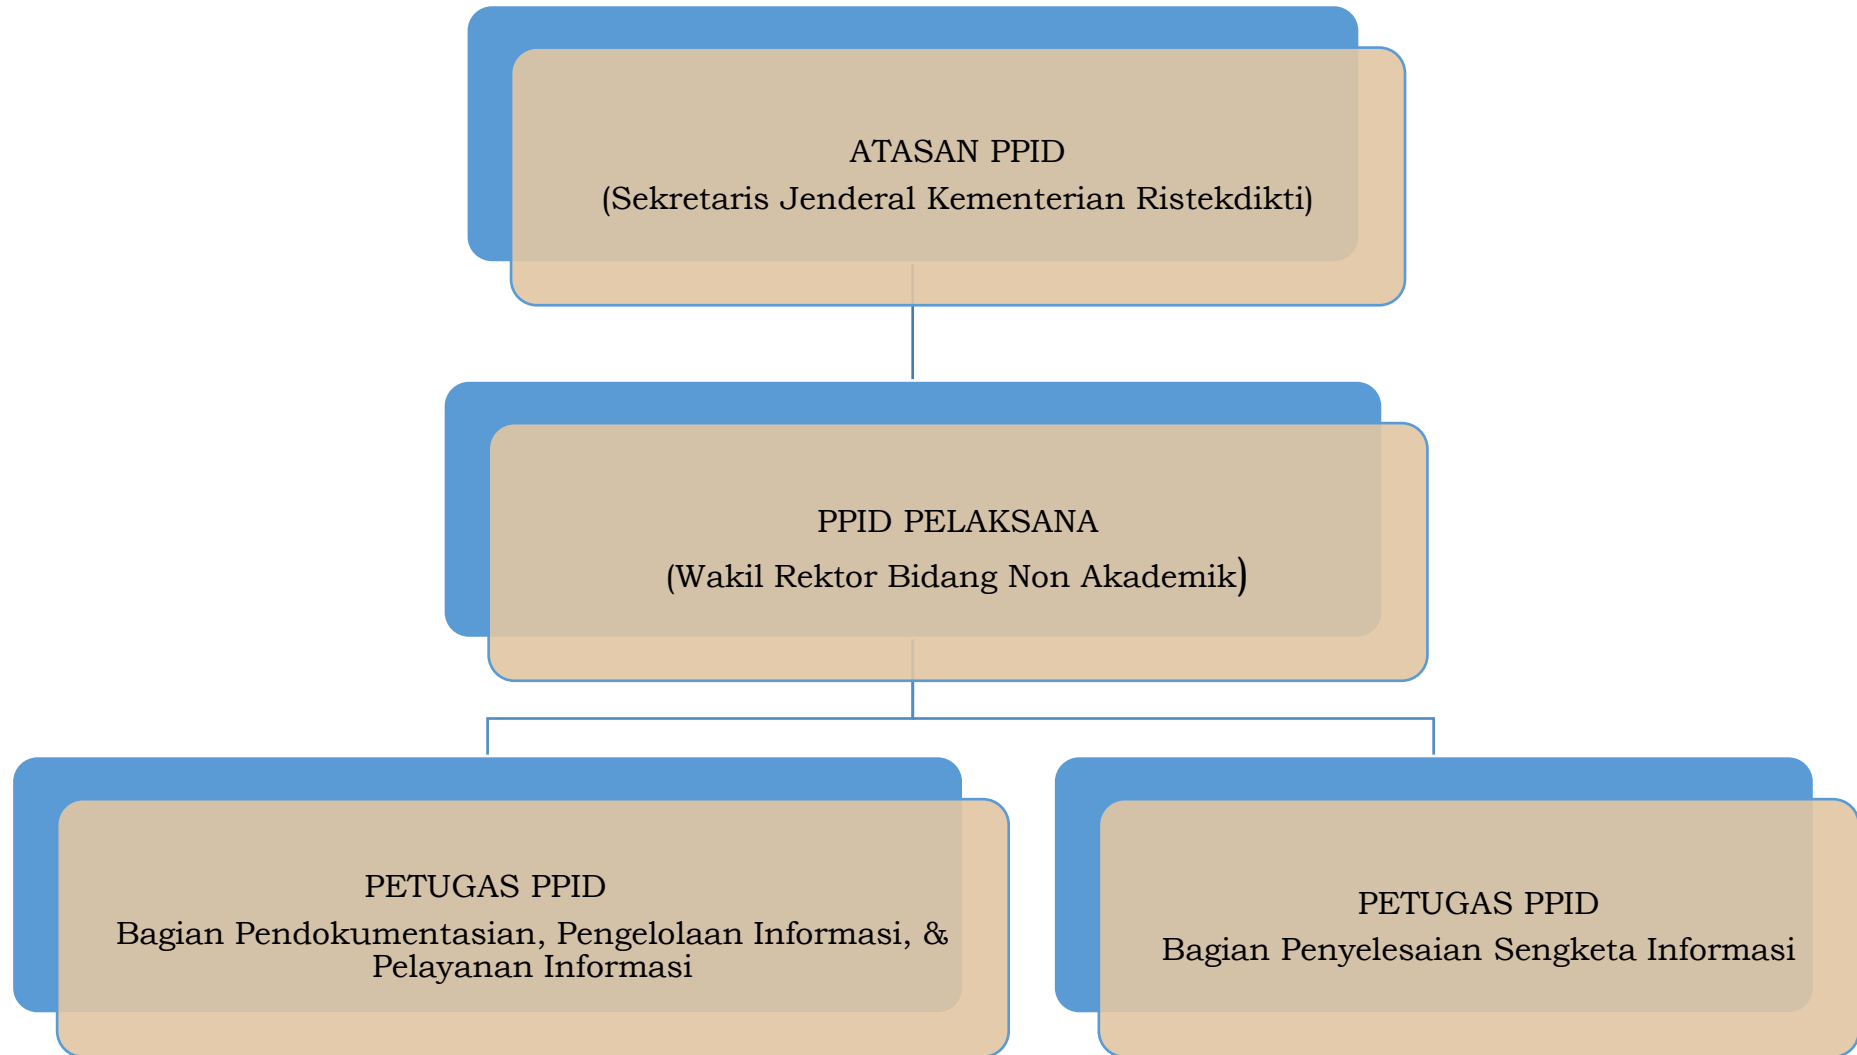 ATASAN PPID
(Sekretaris Jenderal Kementerian Ristekdikti)
PPID PELAKSANA
(Wakil Rektor Bidang Non Akademik)
PETUGAS PPID
Bagian Pendokumentasian, Pengelolaan Informasi, &
Pelayanan Informasi
PETUGAS PPID
Bagian Penyelesaian Sengketa Informasi